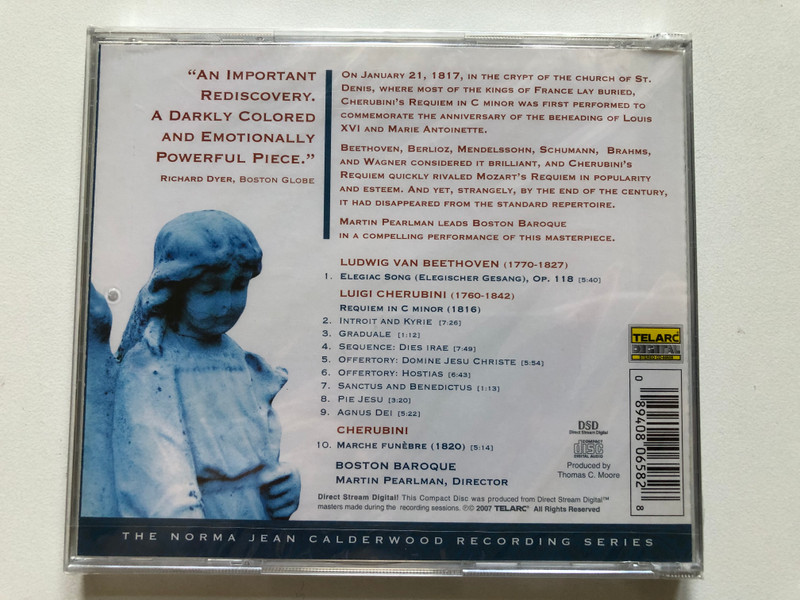 “AN IMPORTANT
REDISCOVERY.
A DARKLY COLORED
AND EMOTIONALLY
POWERFUL PIECE.”
RICHARD DYER, BOSTON GLOBE
ON JANUARY 21, 1817, IN THE CRYPT OF THE CHURCH OF ST.
DENIS, WHERE MOST OF THE KINGS OF FRANCE LAY BURIED,
CHERUBINI'S REQUIEM IN C MINOR WAS FIRST PERFORMED TO
COMMEMORATE THE ANNIVERSARY OF THE BEHEADING OF LOUIS
XVI AND MARIE ANTOINETTE.
BEETHOVEN, BERLIOZ, MENDELSSOHN, SCHUMANN, BRAHMS,
AND WAGNER CONSIDERED IT BRILLIANT, AND CHERUBINI'S
REQUIEM QUICKLY RIVALED MOZART'S REQUIEM IN POPULARITY
AND ESTEEM. AND YET, STRANGELY, BY THE END OF THE CENTURY,
IT HAD DISAPPEARED FROM THE STANDARD REPERTOIRE.
MARTIN PEARLMAN LEADS BOSTON BAROQUE
IN A COMPELLING PERFORMANCE OF THIS MASTERPIECE.
LUDWIG VAN BEETHOVEN (1770-1827)
1. ELEGIAC SONG (ELEGISCHER GESANG), OP. 118 [5:40]
LUIGI CHERUBINI (1760-1842)
REQUIEM IN C MINOR (1816)
2. INTROIT AND KYRIE [7:26]
3. GRADUALE [1:12]
4. SEQUENCE: DIES IRAE [7:49]
5. OFFERTORY: DOMINE JESU CHRISTE [5:54]
6. OFFERTORY: HOSTIAS [6:43]
7. SANCTUS AND BENEDICTUS [1:13]
8. PIE JESU [3:20]
9. AGNUS DEI [5:22]
CHERUBINI
10. MARCHE FUNÈBRE (1820) [5:14]
BOSTON BAROQUE
MARTIN PEARLMAN, DIRECTOR
Direct Stream Digital! This Compact Disc was produced from Direct Stream Digital™
masters made during the recording sessions. ℗© 2007 TELARC® All Rights Reserved
TELARC
DIGITAL
0 89408 06582 8
DSD
Direct Stream Digital
COMPACT
disc
DIGITAL AUDIO
Produced by
Thomas C. Moore
THE NORMA JEAN CALDERWOOD RECORDING SERIES